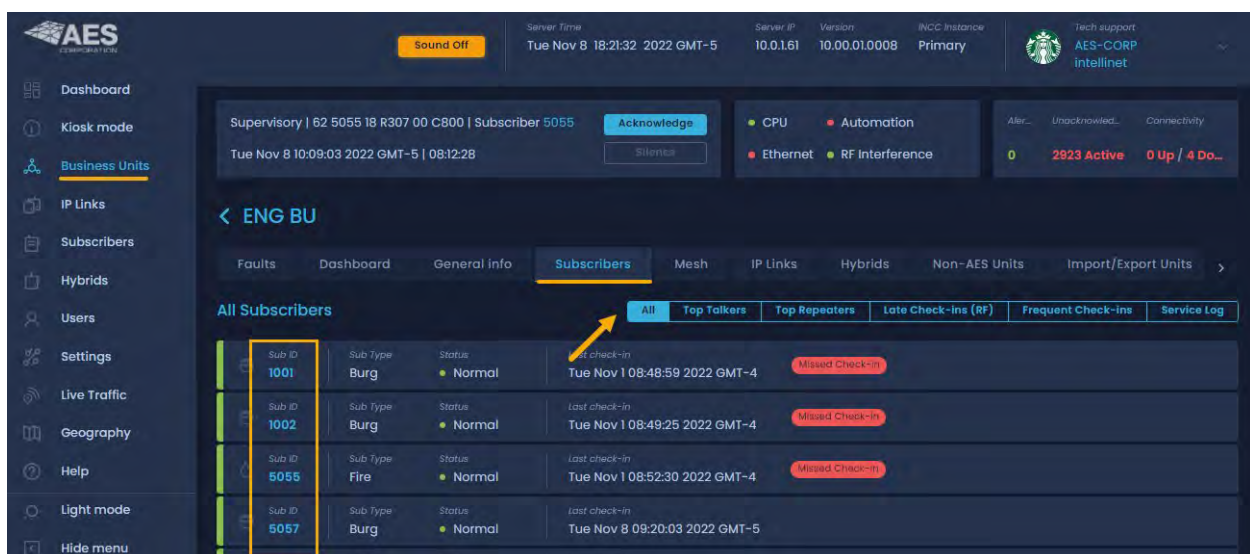 AES
CORPORATION
Sound Off
Server Time
Tue Nov 8 18:21:32 2022 GMT-5
Server IP
10.0.1.61
Version
10.00.01.0008
INCC Instance
Primary
Tech support
AES-CORP
intellinet
Dashboard
Kiosk mode
Business Units
IP Links
Subscribers
Hybrids
Users
Settings
Live Traffic
Geography
Help
Light mode
Hide menu
Supervisory | 62 5055 18 R307 00 C800 | Subscriber 5055
Acknowledge
Tue Nov 8 10:09:03 2022 GMT-5 | 08:12:28
Silence
CPU
Automation
Ethernet
RF Interference
Aler...
Unacknowled...
Connectivity
0
2923 Active
0 Up / 4 Do...
< ENG BU
Faults
Dashboard
General info
Subscribers
Mesh
IP Links
Hybrids
Non-AES Units
Import/Export Units
>
All Subscribers
All
Top Talkers
Top Repeaters
Late Check-ins (RF)
Frequent Check-ins
Service Log
Sub ID
Sub Type
Status
Last check-in
1001
Burg
Normal
Tue Nov 1 08:48:59 2022 GMT-4
Missed Check-in
Sub ID
Sub Type
Status
Last check-in
1002
Burg
Normal
Tue Nov 1 08:49:25 2022 GMT-4
Missed Check-in
Sub ID
Sub Type
Status
Last check-in
5055
Fire
Normal
Tue Nov 1 08:52:30 2022 GMT-4
Missed Check-in
Sub ID
Sub Type
Status
Last check-in
5057
Burg
Normal
Tue Nov 8 09:20:03 2022 GMT-5